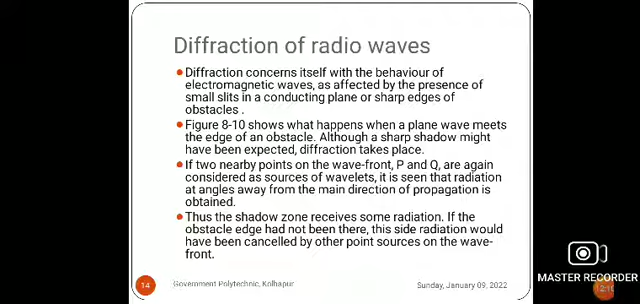 Diffraction of radio waves
Diffraction concerns itself with the behaviour of
electromagnetic waves, as affected by the presence of
small slits in a conducting plane or sharp edges of
obstacles .
Figure 8-10 shows what happens when a plane wave meets
the edge of an obstacle. Although a sharp shadow might
have been expected, diffraction takes place.
If two nearby points on the wave-front, P and Q, are again
considered as sources of wavelets, it is seen that radiation
at angles away from the main direction of propagation is
obtained.
Thus the shadow zone receives some radiation. If the
obstacle edge had not been there, this side radiation would
have been cancelled by other point sources on the wave-
front.
14
Government Polytechnic, Kolhapur
Sunday, January 09, 2022
MASTER RECORDER
12:10